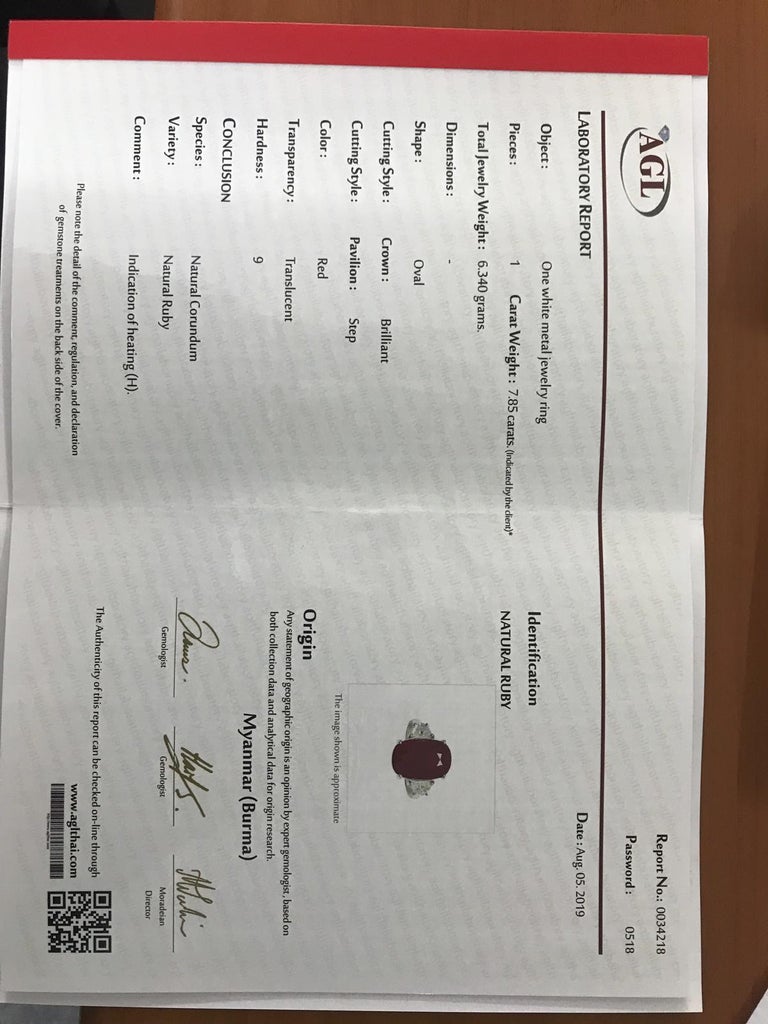 AGL
Report No.: 0034218
Password : 0518
LABORATORY REPORT
Date : Aug. 05. 2019
Object : One white metal jewelry ring
Pieces : 1 Carat Weight : 7.85 carats. (Indicated by the client)*
Total Jewelry Weight : 6.340 grams.
Dimensions : -
Shape : Oval
Cutting Style : Crown : Brilliant
Cutting Style : Pavilion : Step
Color : Red
Transparency : Translucent
Hardness : 9
CONCLUSION
Species : Natural Corundum
Variety : Natural Ruby
Comment : Indication of heating (H).
Please note the detail of the comment, regulation, and declaration
of gemstone treatments on the back side of the cover.
Identification
NATURAL RUBY
The image shown is approximate
Origin
Any statement of geographic origin is an opinion by expert gemologist, based on
both collection data and analytical data for origin research.
Myanmar (Burma)
Gemologist
Gemologist
Moradeian
Director
The Authenticity of this report can be checked on-line through
www.aglthai.com